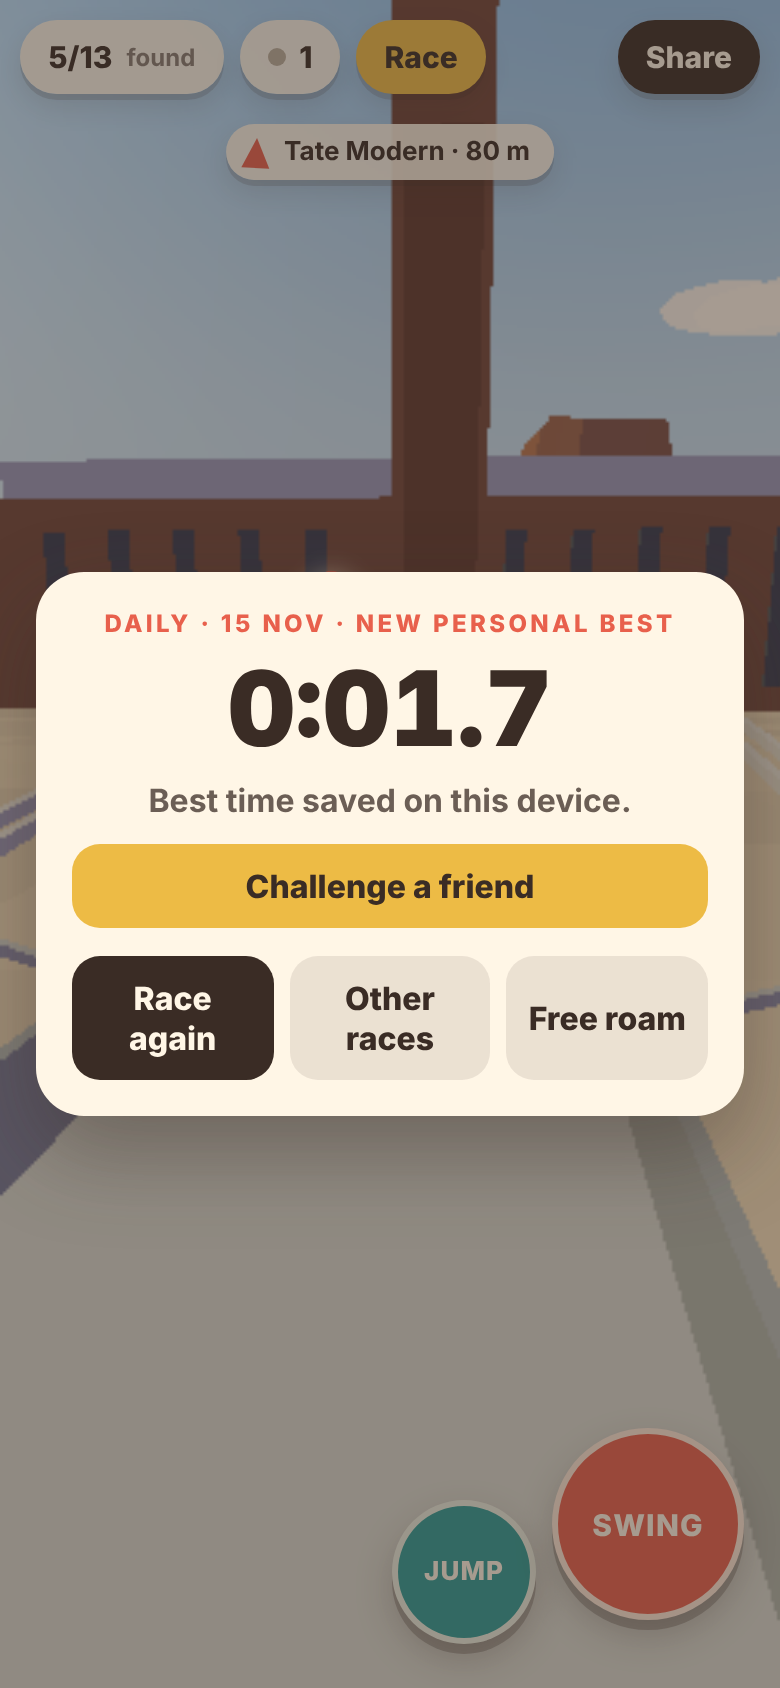 5/13 found
1
Race
Share
Tate Modern · 80 m
DAILY · 15 NOV · NEW PERSONAL BEST
0:01.7
Best time saved on this device.
Challenge a friend
Race
again
Other
races
Free roam
JUMP
SWING